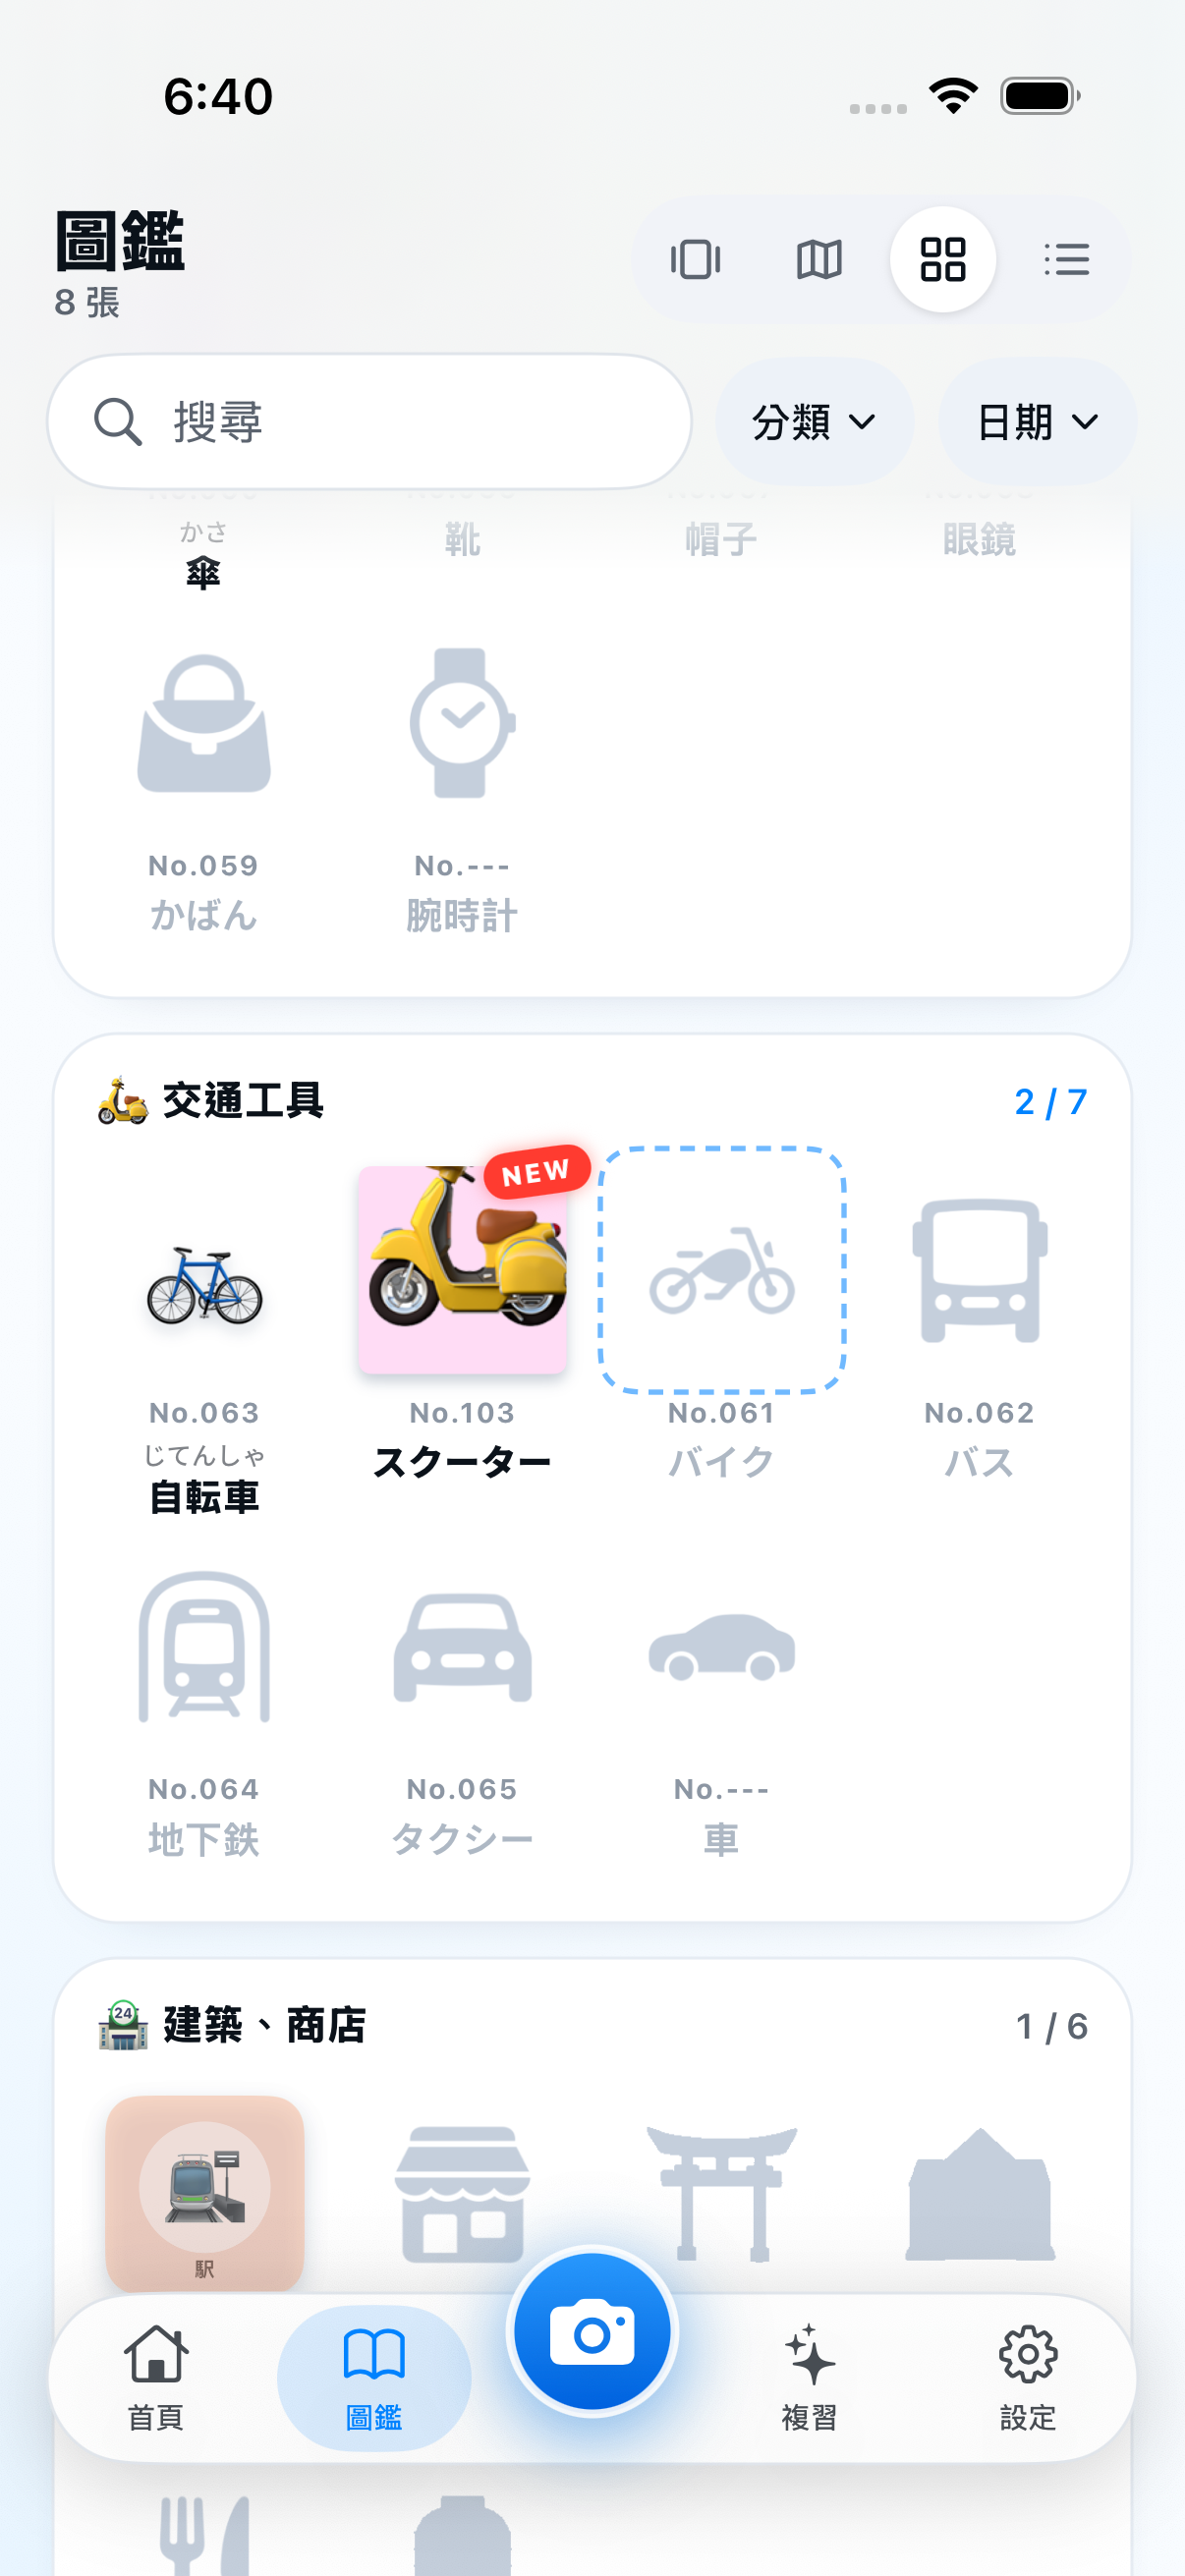 6:40
圖鑑
8 張
搜尋
分類
日期
かさ
傘
靴
帽子
眼鏡
No.059
かばん
No.---
腕時計
交通工具
2 / 7
NEW
No.063
じてんしゃ
自転車
No.103
スクーター
No.061
バイク
No.062
バス
No.064
地下鉄
No.065
タクシー
No.---
車
24
建築、商店
1 / 6
駅
首頁
圖鑑
複習
設定